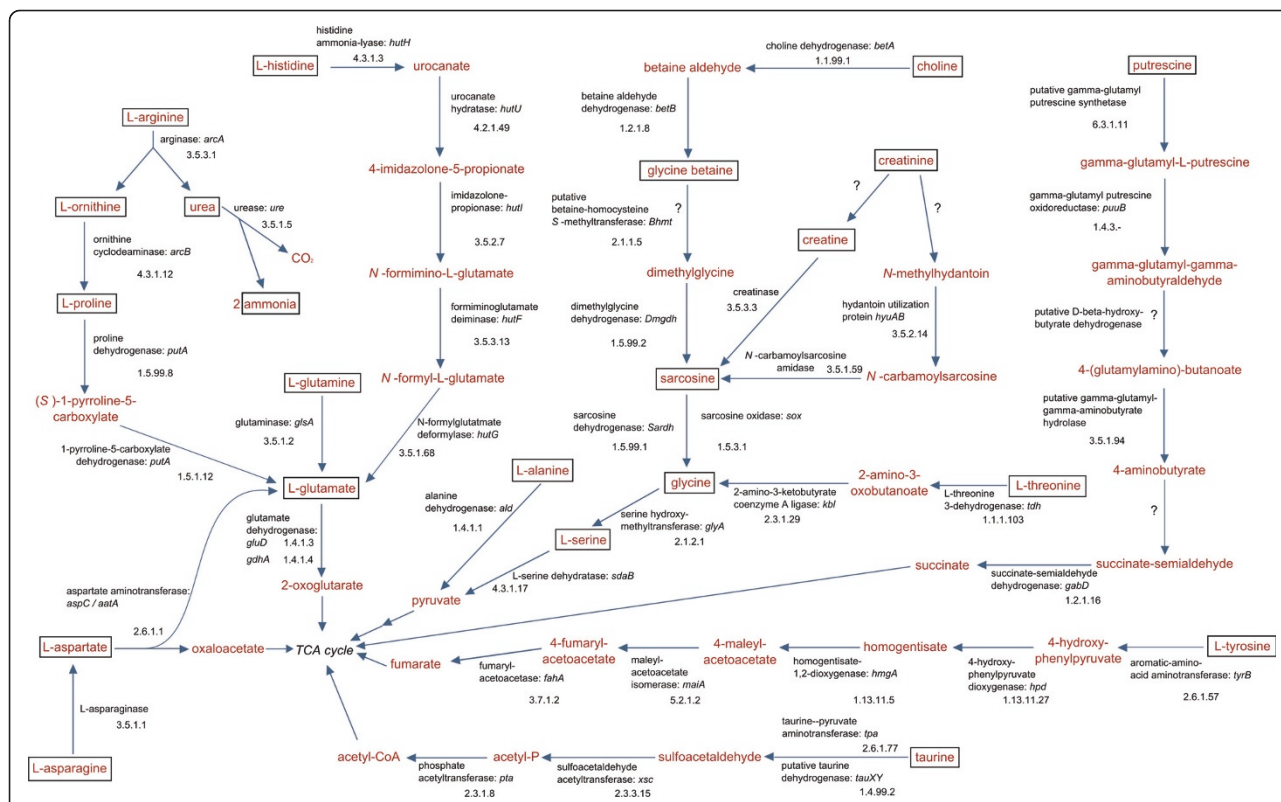 histidine
ammonia-lyase: hutH
L-histidine
4.3.1.3
urocanate
urocanate
hydratase: hutU
4.2.1.49
4-imidazolone-5-propionate
imidazolone-
propionase: hutI
3.5.2.7
N -formimino-L-glutamate
formiminoglutamate
deiminase: hutF
3.5.3.13
N -formyl-L-glutamate
N-formylglutatmate
deformylase: hutG
3.5.1.68
L-arginine
arginase: arcA
3.5.3.1
L-ornithine
urea
urease: ure
3.5.1.5
CO2
2 ammonia
ornithine
cyclodeaminase: arcB
4.3.1.12
L-proline
proline
dehydrogenase: putA
1.5.99.8
(S )-1-pyrroline-5-
carboxylate
1-pyrroline-5-carboxylate
dehydrogenase: putA
1.5.1.12
L-glutamine
glutaminase: glsA
3.5.1.2
L-glutamate
glutamate
dehydrogenase:
gluD 1.4.1.3
gdhA 1.4.1.4
2-oxoglutarate
aspartate aminotransferase:
aspC / aatA
2.6.1.1
L-aspartate
oxaloacetate
TCA cycle
L-asparaginase
3.5.1.1
L-asparagine
choline dehydrogenase: betA
1.1.99.1
choline
betaine aldehyde
betaine aldehyde
dehydrogenase: betB
1.2.1.8
glycine betaine
putative
betaine-homocysteine
S -methyltransferase: Bhmt
2.1.1.5
?
dimethylglycine
dimethylglycine
dehydrogenase: Dmgdh
1.5.99.2
creatinine
?
?
creatine
creatinase
3.5.3.3
N-methylhydantoin
hydantoin utilization
protein hyuAB
3.5.2.14
N -carbamoylsarcosine
amidase
3.5.1.59
N -carbamoylsarcosine
sarcosine
sarcosine
dehydrogenase: Sardh
1.5.99.1
sarcosine oxidase: sox
1.5.3.1
glycine
2-amino-3-ketobutyrate
coenzyme A ligase: kbl
2.3.1.29
2-amino-3-
oxobutanoate
L-threonine
3-dehydrogenase: tdh
1.1.1.103
L-threonine
L-alanine
alanine
dehydrogenase: ald
1.4.1.1
serine hydroxy-
methyltransferase: glyA
2.1.2.1
L-serine
L-serine dehydratase: sdaB
4.3.1.17
pyruvate
putrescine
putative gamma-glutamyl
putrescine synthetase
6.3.1.11
gamma-glutamyl-L-putrescine
gamma-glutamyl putrescine
oxidoreductase: puuB
1.4.3.-
gamma-glutamyl-gamma-
aminobutyraldehyde
putative D-beta-hydroxy-
butyrate dehydrogenase
?
4-(glutamylamino)-butanoate
putative gamma-glutamyl-
gamma-aminobutyrate
hydrolase
3.5.1.94
4-aminobutyrate
?
succinate-semialdehyde
succinate-semialdehyde
dehydrogenase: gabD
1.2.1.16
succinate
L-tyrosine
aromatic-amino-
acid aminotransferase: tyrB
2.6.1.57
4-hydroxy-
phenylpyruvate
4-hydroxy-
phenylpyruvate
dioxygenase: hpd
1.13.11.27
homogentisate
homogentisate-
1,2-dioxygenase: hmgA
1.13.11.5
4-maleyl-
acetoacetate
maleyl-
acetoacetate
isomerase: maiA
5.2.1.2
4-fumaryl-
acetoacetate
fumaryl-
acetoacetase: fahA
3.7.1.2
fumarate
taurine--pyruvate
aminotransferase: tpa
2.6.1.77
taurine
putative taurine
dehydrogenase: tauXY
1.4.99.2
sulfoacetaldehyde
sulfoacetaldehyde
acetyltransferase: xsc
2.3.3.15
acetyl-P
phosphate
acetyltransferase: pta
2.3.1.8
acetyl-CoA